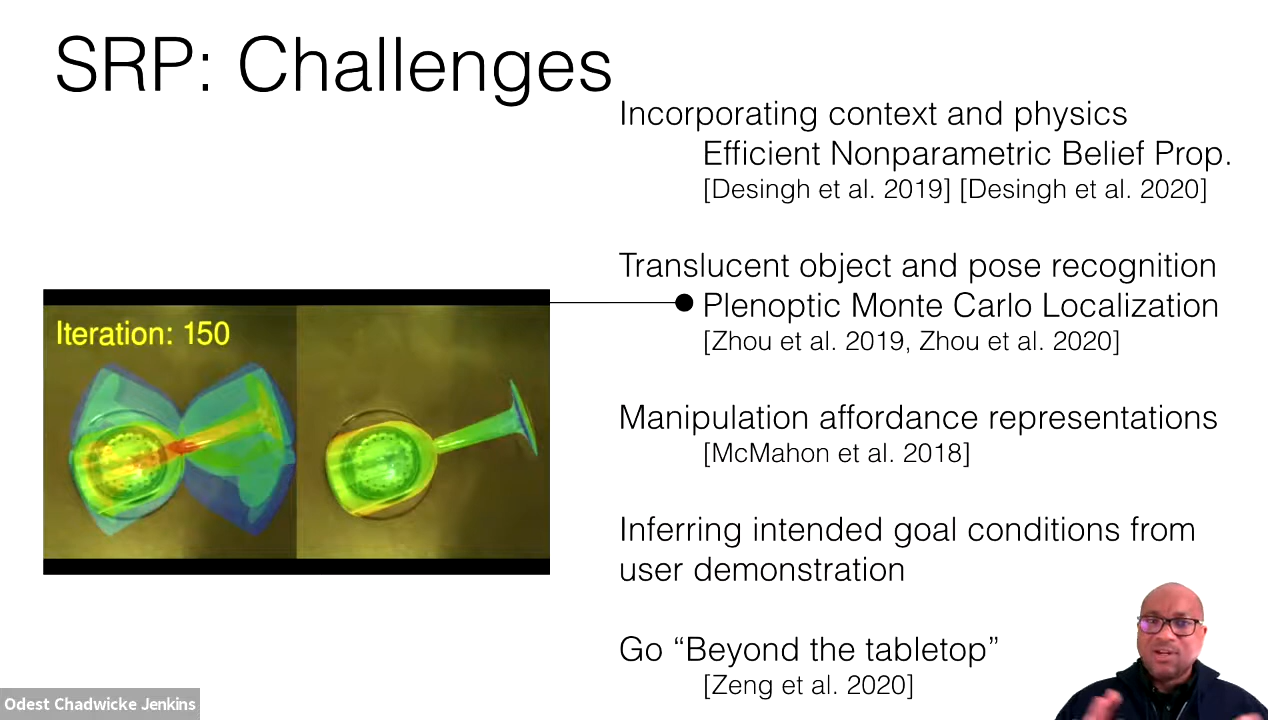 SRP: Challenges
Incorporating context and physics
Efficient Nonparametric Belief Prop.
[Desingh et al. 2019] [Desingh et al. 2020]
Translucent object and pose recognition
Plenoptic Monte Carlo Localization
[Zhou et al. 2019, Zhou et al. 2020]
Iteration: 150
Manipulation affordance representations
[McMahon et al. 2018]
Inferring intended goal conditions from
user demonstration
Go “Beyond the tabletop”
[Zeng et al. 2020]
Odest Chadwicke Jenkins